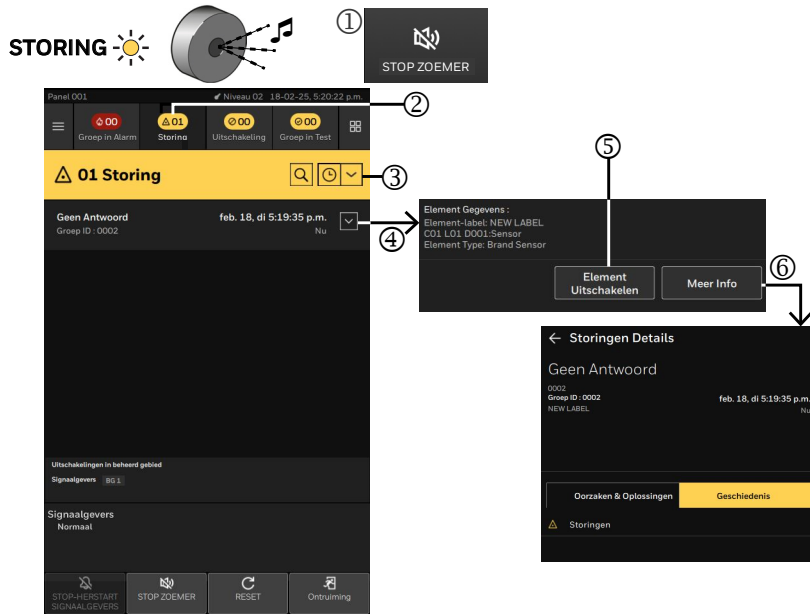 STORING
①
STOP ZOEMER
Panel 001
Niveau 02 18-02-25, 5:20:22 p.m.
②
00
Groep in Alarm
01
Storing
00
Uitschakeling
00
Groep in Test
01 Storing
③
Geen Antwoord
feb. 18, di 5:19:35 p.m.
Groep ID : 0002
Nu
④
Uitschakelingen in beheerd gebied
Signaalgevers BG 1
Signaalgevers
Normaal
STOP-HERSTART
SIGNAALGEVERS
STOP ZOEMER
RESET
Ontruiming
⑤
Element Gegevens :
Element-label: NEW LABEL
C01 L01 D001:Sensor
Element Type: Brand Sensor
Element
Uitschakelen
Meer Info
⑥
Storingen Details
Geen Antwoord
0002
Groep ID : 0002
feb. 18, di 5:19:35 p.m.
NEW LABEL
Nu
Oorzaken & Oplossingen
Geschiedenis
Storingen